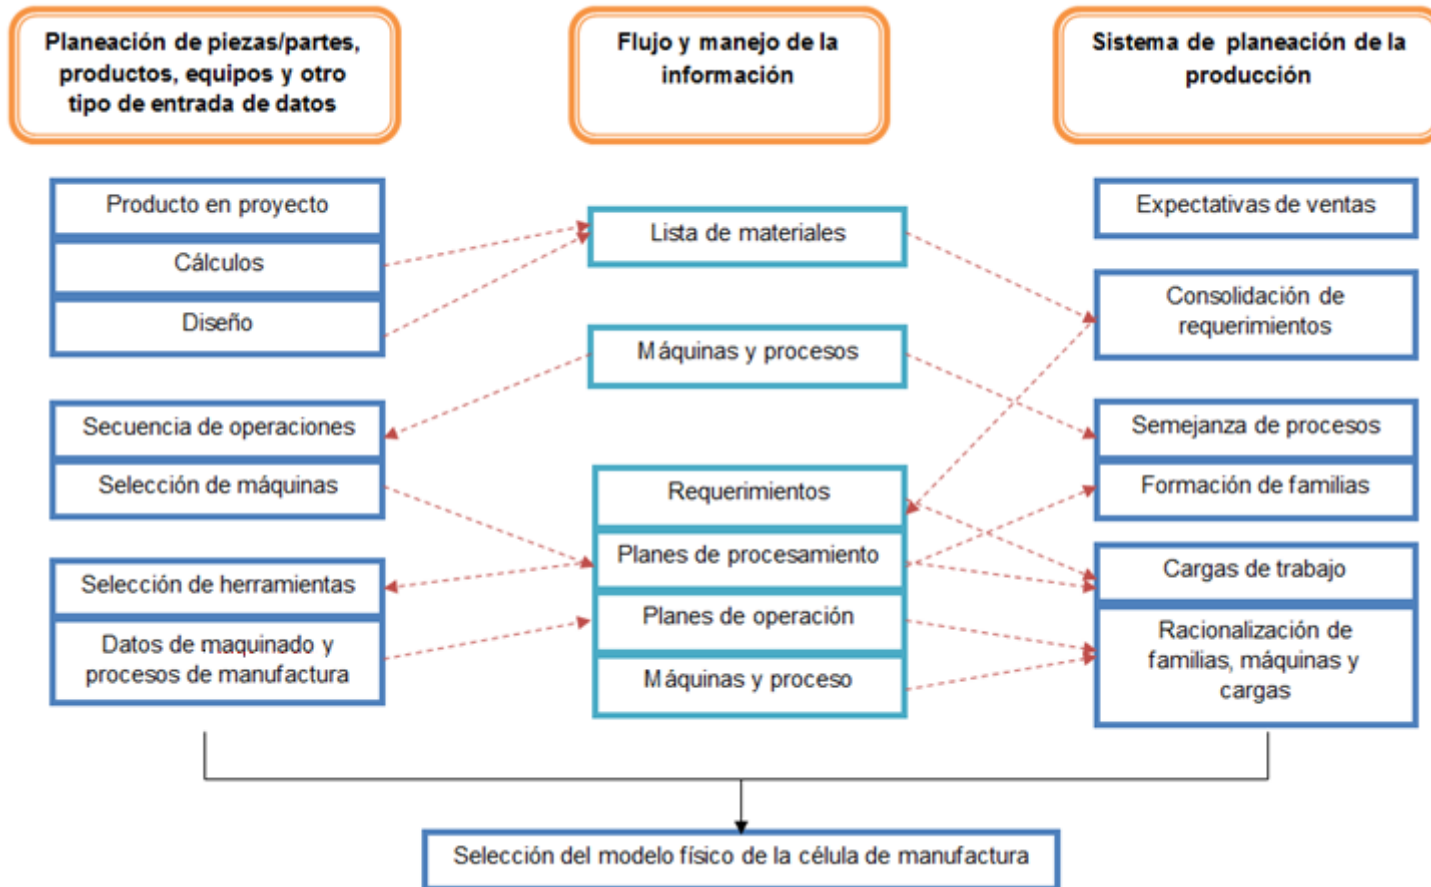 Planeación de piezas/partes,
productos, equipos y otro
tipo de entrada de datos
Flujo y manejo de la
información
Sistema de planeación de la
producción
Producto en proyecto
Cálculos
Diseño
Lista de materiales
Expectativas de ventas
Consolidación de
requerimientos
Máquinas y procesos
Secuencia de operaciones
Selección de máquinas
Semejanza de procesos
Formación de familias
Requerimientos
Planes de procesamiento
Planes de operación
Máquinas y proceso
Selección de herramientas
Datos de maquinado y
procesos de manufactura
Cargas de trabajo
Racionalización de
familias, máquinas y
cargas
Selección del modelo físico de la célula de manufactura